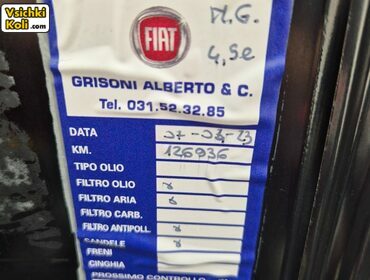 Vsichki
Koli.com
FIAT
M.G.
GRISONI ALBERTO & C.
Tel. 031.52.32.85
DATA
KM. 126936
TIPO OLIO
FILTRO OLIO x
FILTRO ARIA x
FILTRO CARB.
FILTRO ANTIPOLL. x
CANDELE x
FRENI
CINGHIA
PROSSIMO CONTROLLO